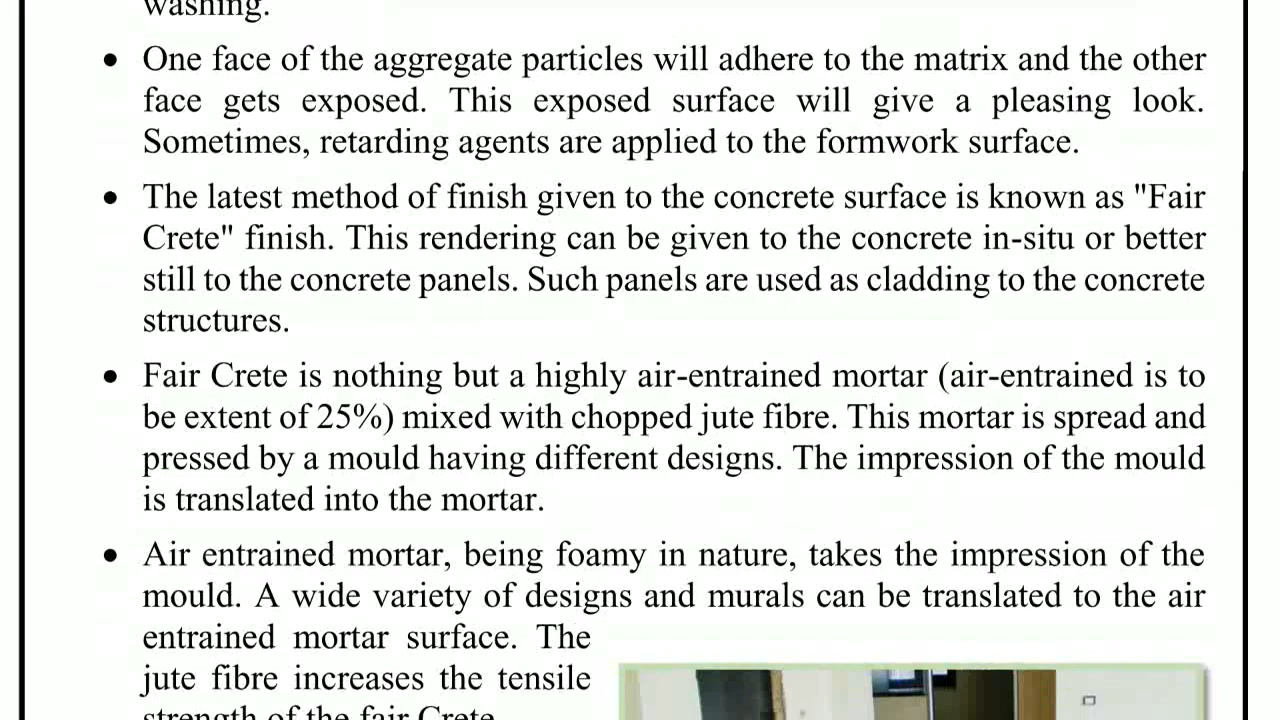 washing.
One face of the aggregate particles will adhere to the matrix and the other
face gets exposed. This exposed surface will give a pleasing look.
Sometimes, retarding agents are applied to the formwork surface.
The latest method of finish given to the concrete surface is known as "Fair
Crete" finish. This rendering can be given to the concrete in-situ or better
still to the concrete panels. Such panels are used as cladding to the concrete
structures.
Fair Crete is nothing but a highly air-entrained mortar (air-entrained is to
be extent of 25%) mixed with chopped jute fibre. This mortar is spread and
pressed by a mould having different designs. The impression of the mould
is translated into the mortar.
Air entrained mortar, being foamy in nature, takes the impression of the
mould. A wide variety of designs and murals can be translated to the air
entrained mortar surface. The
jute fibre increases the tensile
strength of the fair Crete